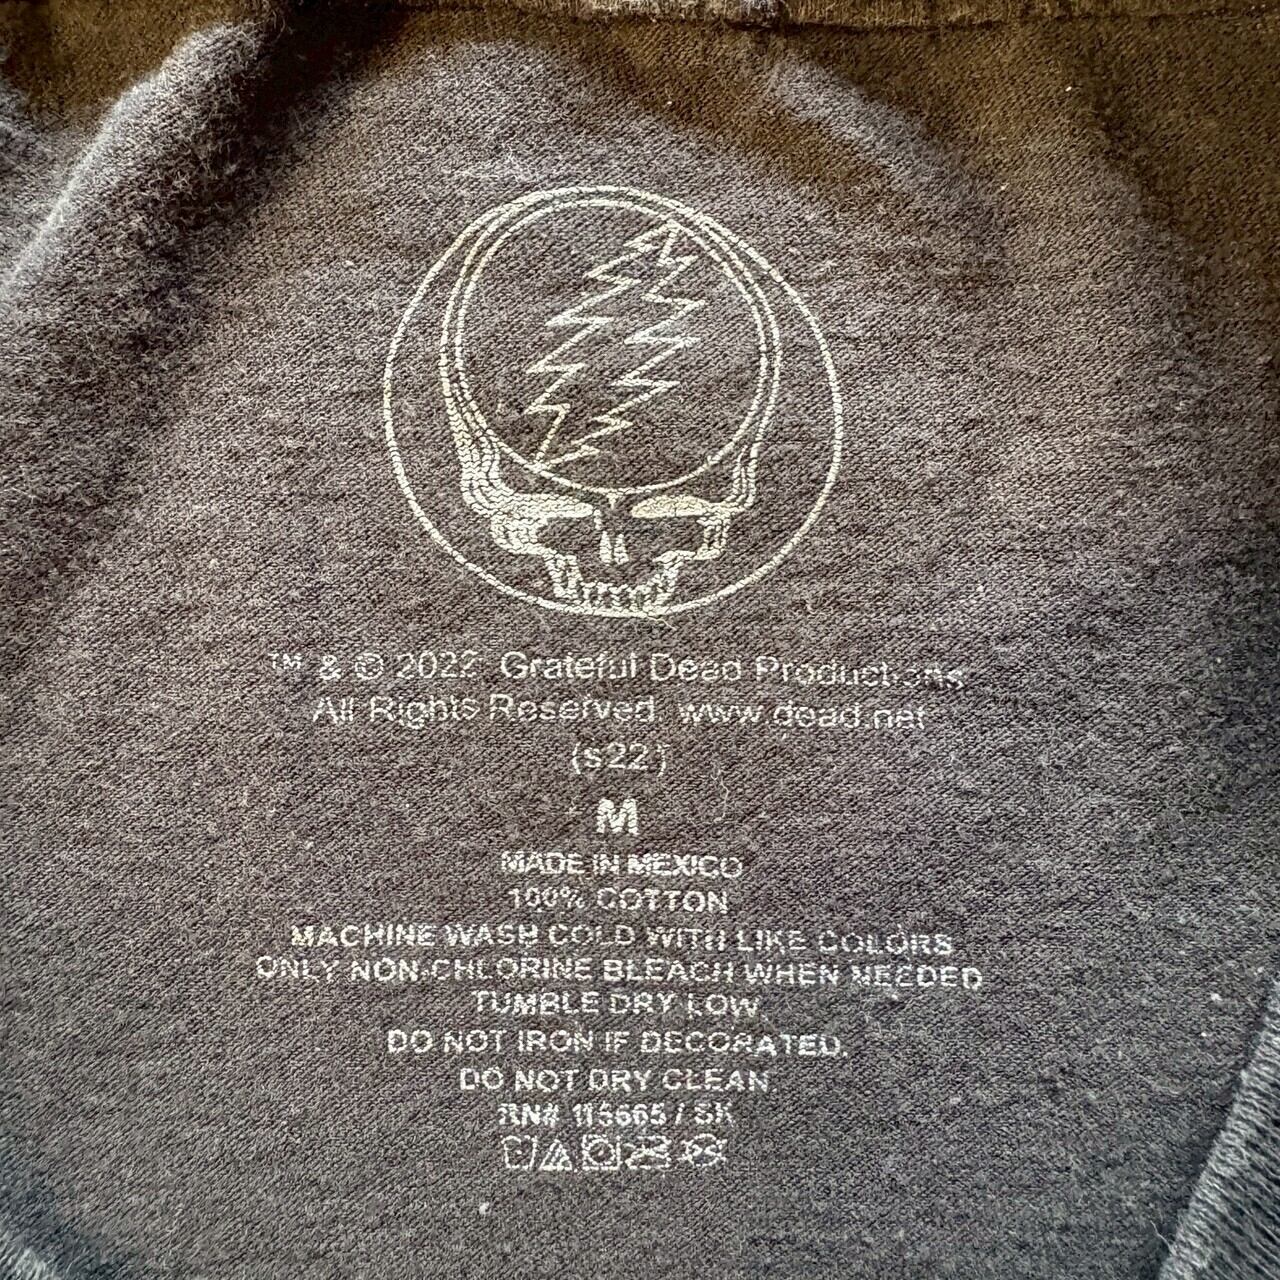 ™ & © 2022 Grateful Dead Productions
All Rights Reserved. www.dead.net
(s22)
M
MADE IN MEXICO
100% COTTON
MACHINE WASH COLD WITH LIKE COLORS
ONLY NON-CHLORINE BLEACH WHEN NEEDED
TUMBLE DRY LOW
DO NOT IRON IF DECORATED.
DO NOT DRY CLEAN.
RN# 115665 / SK